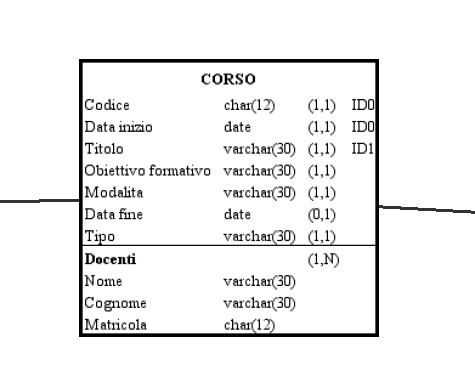 CORSO
Codice char(12) (1,1) ID0
Data inizio date (1,1) ID0
Titolo varchar(30) (1,1) ID1
Obiettivo formativo varchar(30) (1,1)
Modalita varchar(30) (1,1)
Data fine date (0,1)
Tipo varchar(30) (1,1)
Docenti (1,N)
Nome varchar(30)
Cognome varchar(30)
Matricola char(12)